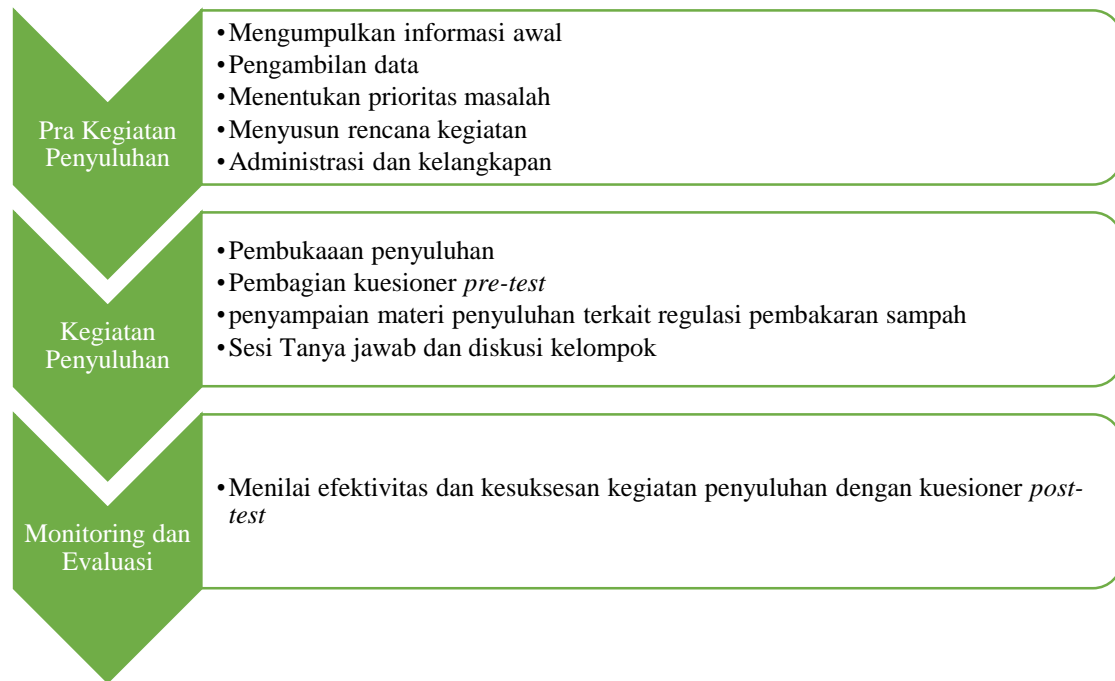 Pra Kegiatan
Penyuluhan
•Mengumpulkan informasi awal
•Pengambilan data
•Menentukan prioritas masalah
•Menyusun rencana kegiatan
•Administrasi dan kelangkapan
Kegiatan
Penyuluhan
•Pembukaaan penyuluhan
•Pembagian kuesioner pre-test
•penyampaian materi penyuluhan terkait regulasi pembakaran sampah
•Sesi Tanya jawab dan diskusi kelompok
Monitoring dan
Evaluasi
•Menilai efektivitas dan kesuksesan kegiatan penyuluhan dengan kuesioner post-
test